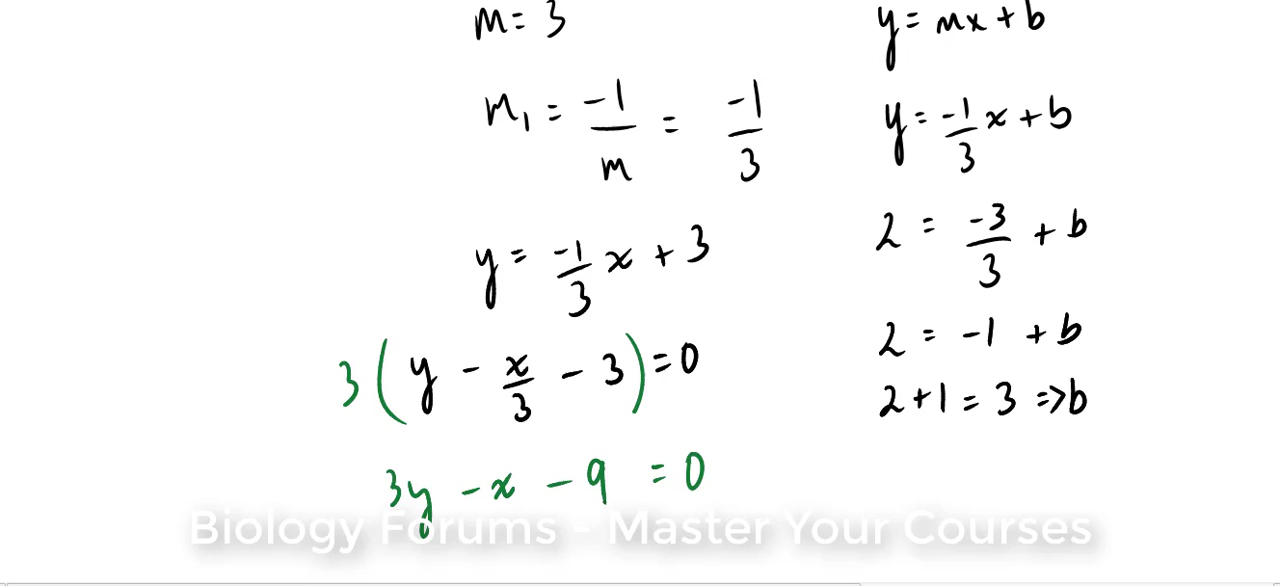 m = 3
m₁ = -1/m = -1/3
y = -1/3 x + 3
3(y - x/3 - 3) = 0
3y - x - 9 = 0
y = mx + b
y = -1/3 x + b
2 = -3/3 + b
2 = -1 + b
2 + 1 = 3 => b
Biology Forums - Master Your Courses